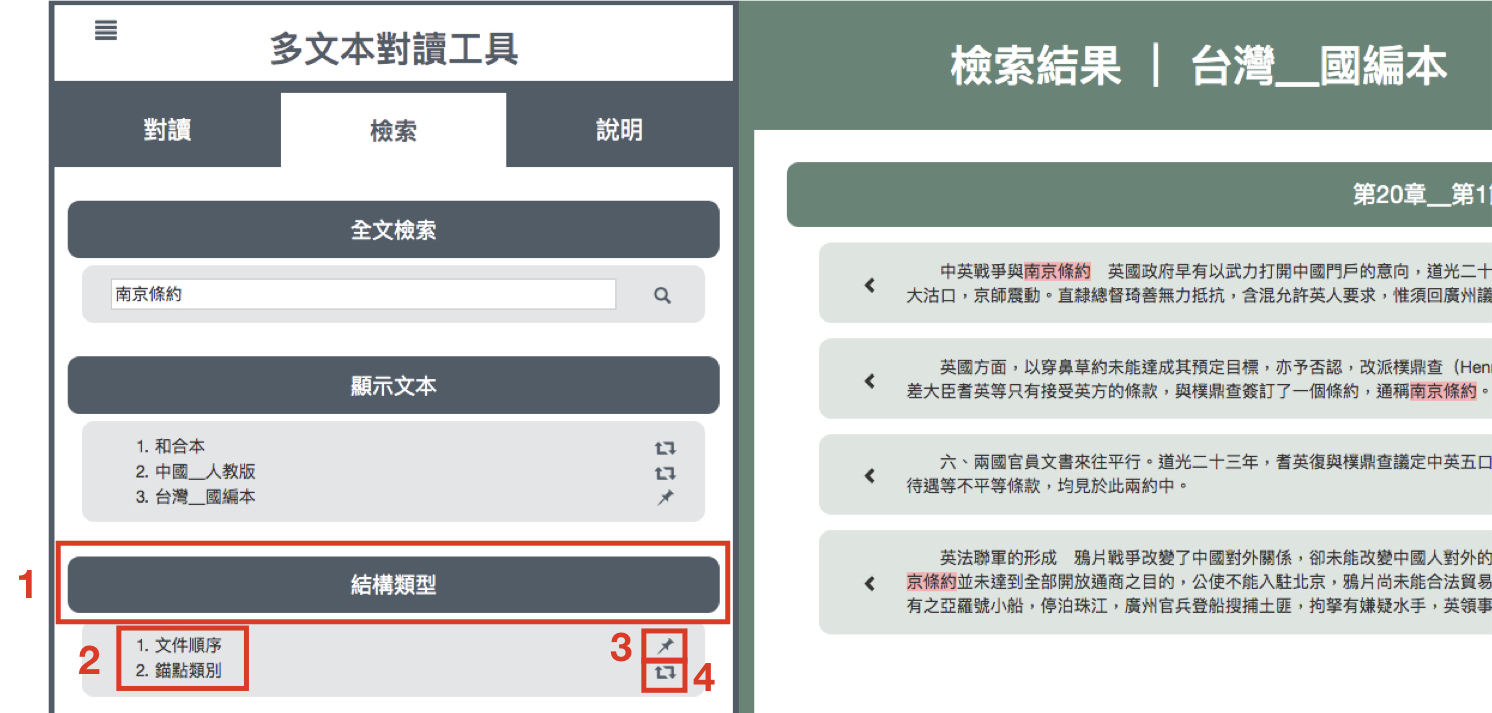 多文本對讀工具
對讀
檢索
說明
全文檢索
南京條約
顯示文本
1. 和合本
2. 中國__人教版
3. 台灣__國編本
1
結構類型
2
1. 文件順序
2. 錨點類別
3
4
檢索結果 │ 台灣__國編本
第20章__第1
中英戰爭與南京條約　英國政府早有以武力打開中國門戶的意向，道光二十
大沽口，京師震動。直隸總督琦善無力抵抗，含混允許英人要求，惟須回廣州議
英國方面，以穿鼻草約未能達成其預定目標，亦予否認，改派樸鼎查（Hen
差大臣耆英等只有接受英方的條款，與樸鼎查簽訂了一個條約，通稱南京條約。
六、兩國官員文書來往平行。道光二十三年，耆英復與樸鼎查議定中英五口
待遇等不平等條款，均見於此兩約中。
英法聯軍的形成　鴉片戰爭改變了中國對外關係，卻未能改變中國人對外的
京條約並未達到全部開放通商之目的，公使不能入駐北京，鴉片尚未能合法貿易
有之亞羅號小船，停泊珠江，廣州官兵登船搜捕土匪，拘拏有嫌疑水手，英領事